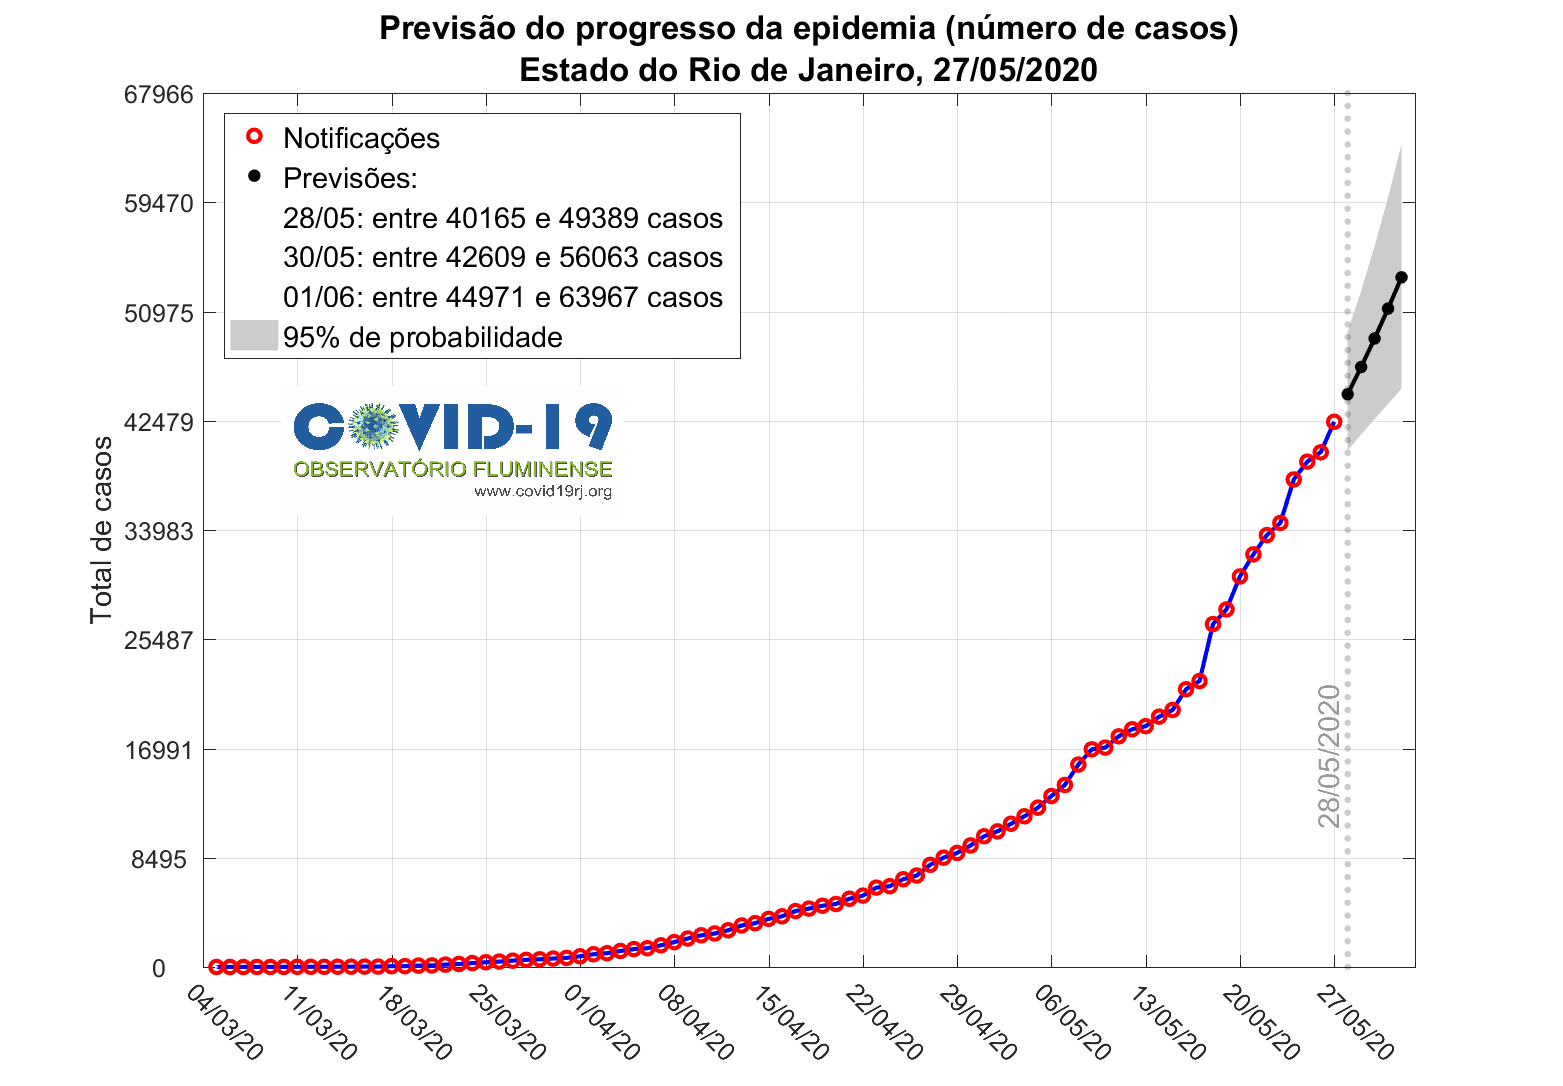 Previsão do progresso da epidemia (número de casos)
Estado do Rio de Janeiro, 27/05/2020
67966
59470
50975
42479
33983
25487
16991
8495
0
Total de casos
Notificações
Previsões:
28/05: entre 40165 e 49389 casos
30/05: entre 42609 e 56063 casos
01/06: entre 44971 e 63967 casos
95% de probabilidade
COVID-19
OBSERVATÓRIO FLUMINENSE
www.covid19rj.org
28/05/2020
04/03/20
11/03/20
18/03/20
25/03/20
01/04/20
08/04/20
15/04/20
22/04/20
29/04/20
06/05/20
13/05/20
20/05/20
27/05/20